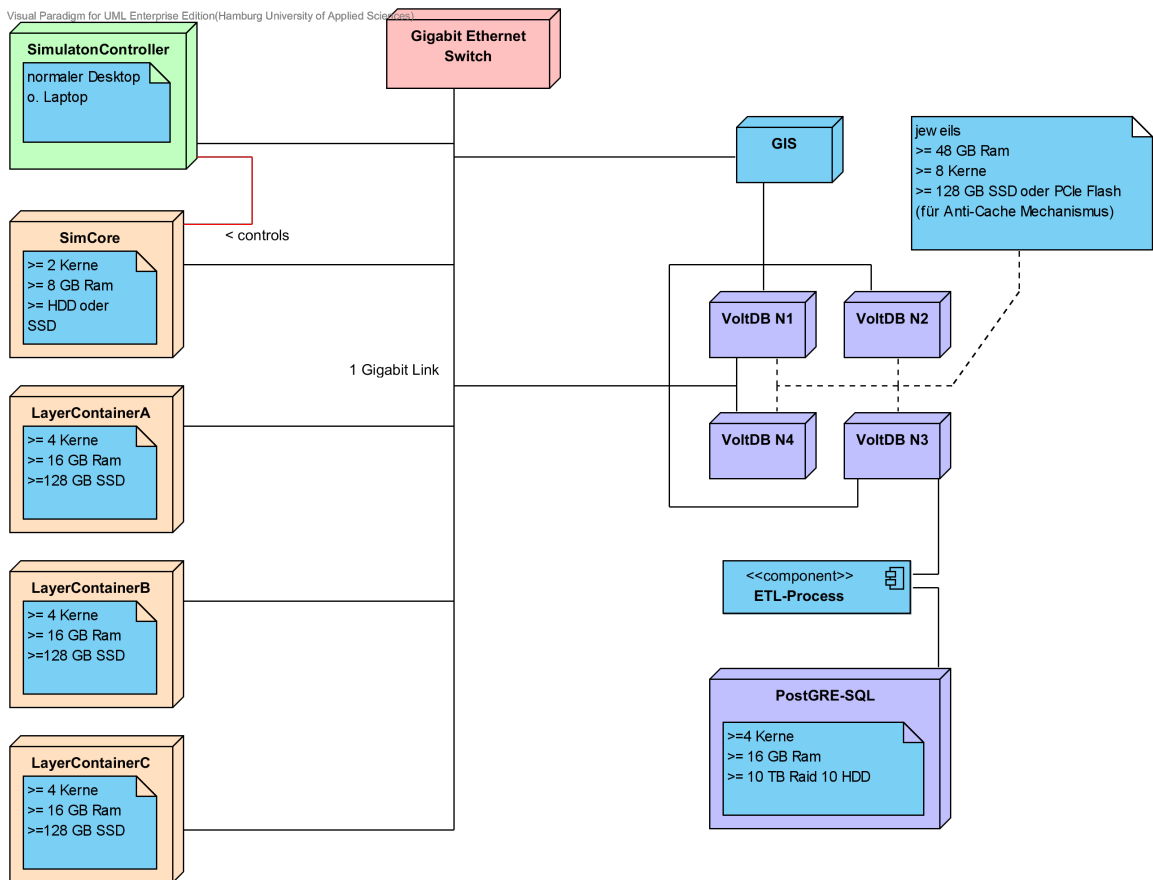 Visual Paradigm for UML Enterprise Edition(Hamburg University of Applied Sciences)
SimulatonController
normaler Desktop
o. Laptop
Gigabit Ethernet
Switch
GIS
jeweils
>= 48 GB Ram
>= 8 Kerne
>= 128 GB SSD oder PCIe Flash
(für Anti-Cache Mechanismus)
< controls
SimCore
>= 2 Kerne
>= 8 GB Ram
>= HDD oder
SSD
VoltDB N1
VoltDB N2
1 Gigabit Link
LayerContainerA
>= 4 Kerne
>= 16 GB Ram
>=128 GB SSD
VoltDB N4
VoltDB N3
<<component>>
ETL-Process
LayerContainerB
>= 4 Kerne
>= 16 GB Ram
>=128 GB SSD
PostGRE-SQL
>=4 Kerne
>= 16 GB Ram
>= 10 TB Raid 10 HDD
LayerContainerC
>= 4 Kerne
>= 16 GB Ram
>=128 GB SSD